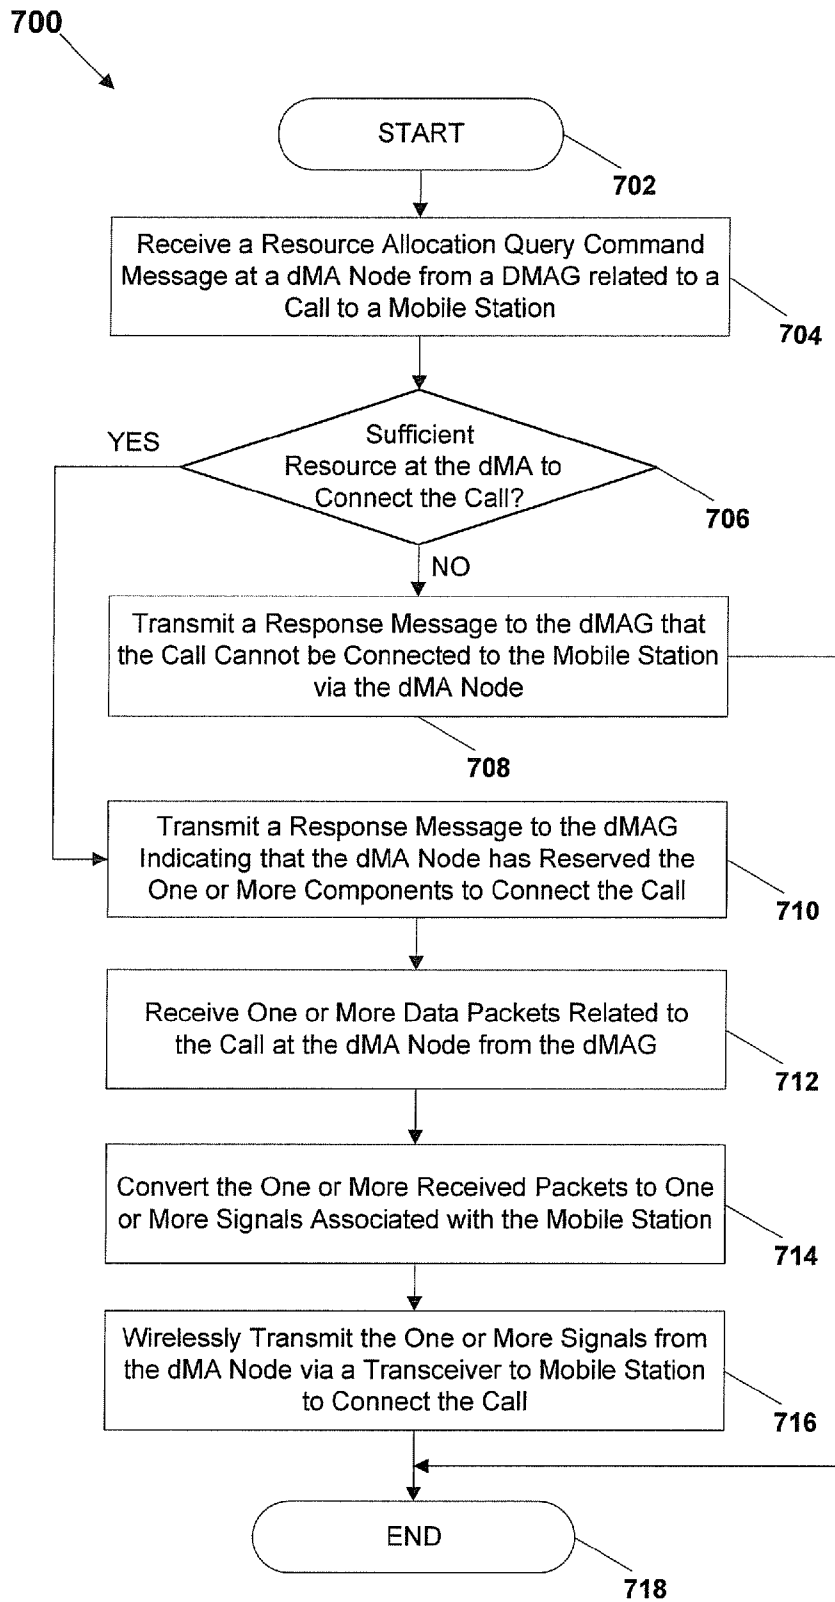 700
START
702
Receive a Resource Allocation Query Command
Message at a dMA Node from a DMAG related to a
Call to a Mobile Station
704
YES
Sufficient
Resource at the dMA to
Connect the Call?
706
NO
Transmit a Response Message to the dMAG that
the Call Cannot be Connected to the Mobile Station
via the dMA Node
708
Transmit a Response Message to the dMAG
Indicating that the dMA Node has Reserved the
One or More Components to Connect the Call
710
Receive One or More Data Packets Related to
the Call at the dMA Node from the dMAG
712
Convert the One or More Received Packets to One
or More Signals Associated with the Mobile Station
714
Wirelessly Transmit the One or More Signals from
the dMA Node via a Transceiver to Mobile Station
to Connect the Call
716
END
718